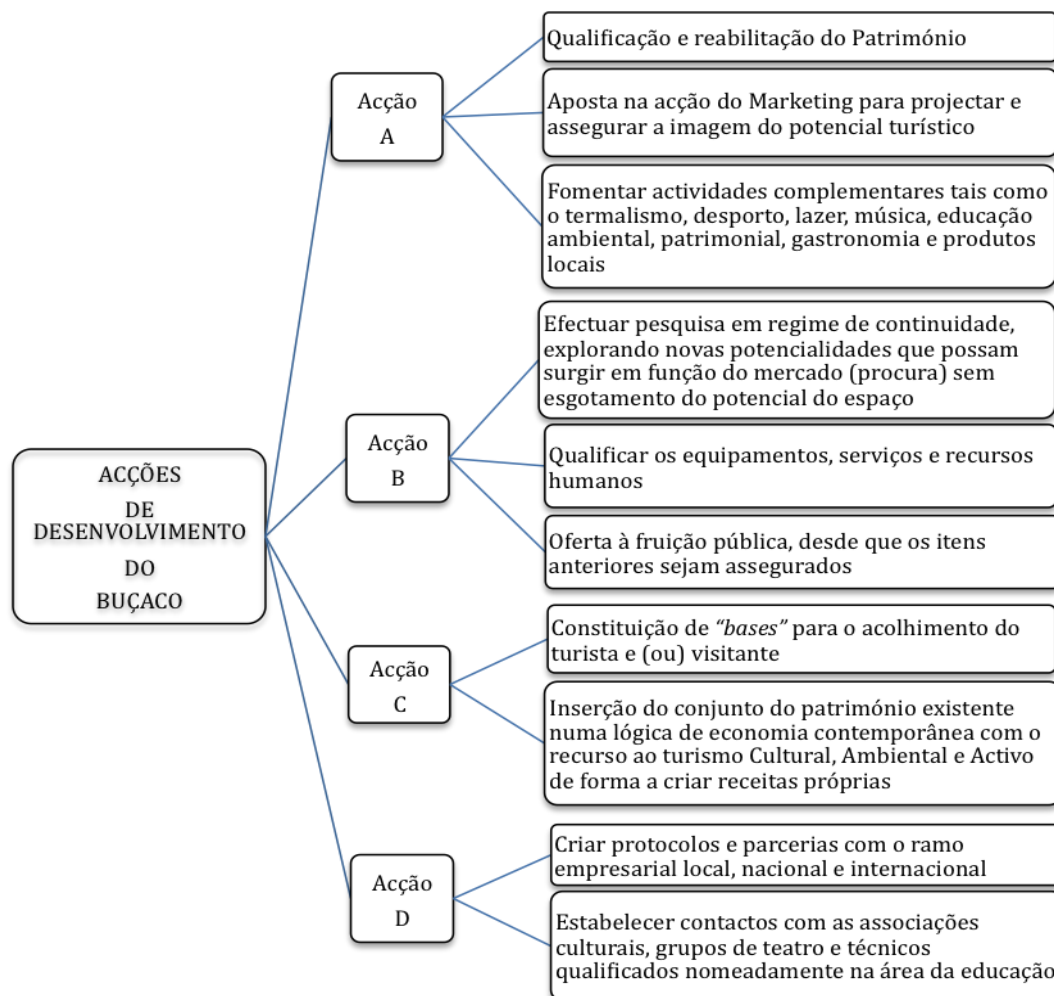 ACÇÕES
DE
DESENVOLVIMENTO
DO
BUÇACO
Acção
A
Qualificação e reabilitação do Património
Aposta na acção do Marketing para projectar e
assegurar a imagem do potencial turístico
Fomentar actividades complementares tais como
o termalismo, desporto, lazer, música, educação
ambiental, patrimonial, gastronomia e produtos
locais
Acção
B
Efectuar pesquisa em regime de continuidade,
explorando novas potencialidades que possam
surgir em função do mercado (procura) sem
esgotamento do potencial do espaço
Qualificar os equipamentos, serviços e recursos
humanos
Oferta à fruição pública, desde que os itens
anteriores sejam assegurados
Acção
C
Constituição de “bases” para o acolhimento do
turista e (ou) visitante
Inserção do conjunto do património existente
numa lógica de economia contemporânea com o
recurso ao turismo Cultural, Ambiental e Activo
de forma a criar receitas próprias
Acção
D
Criar protocolos e parcerias com o ramo
empresarial local, nacional e internacional
Estabelecer contactos com as associações
culturais, grupos de teatro e técnicos
qualificados nomeadamente na área da educação